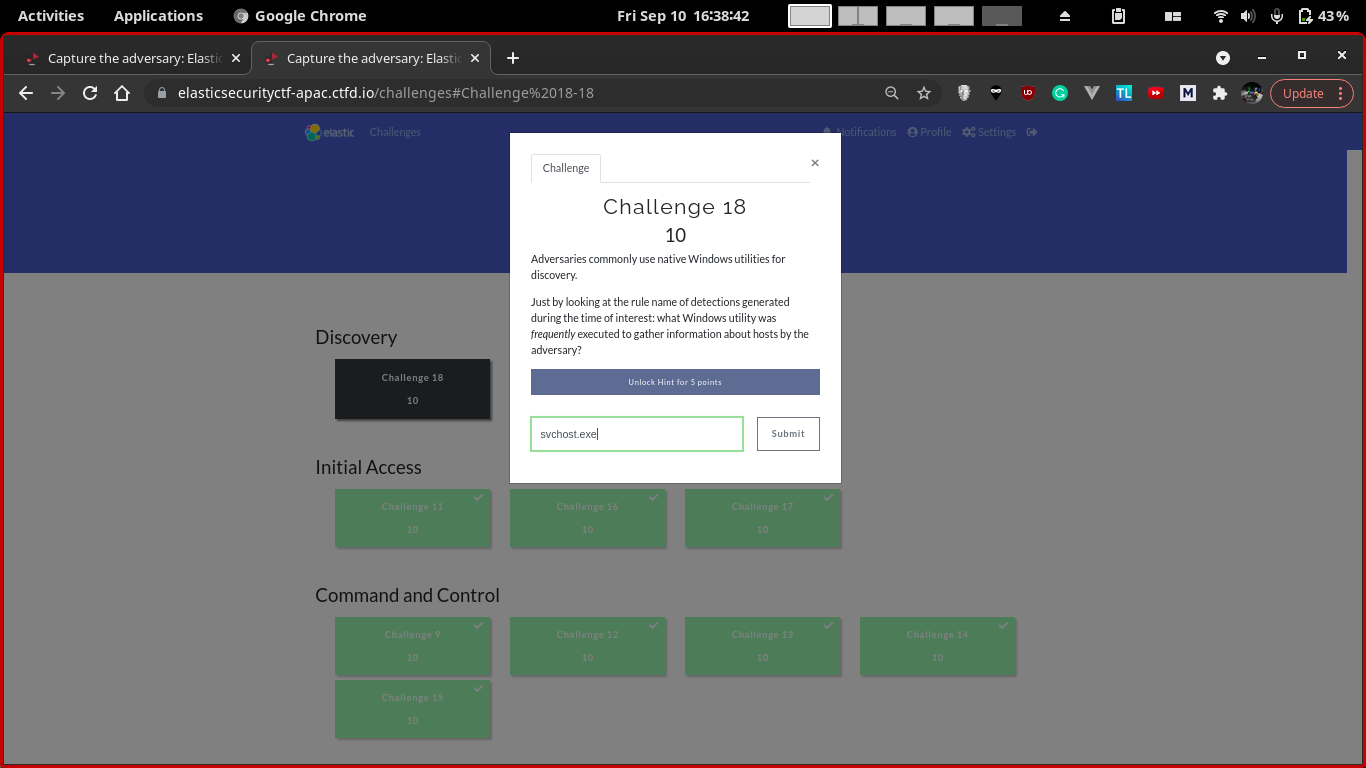 Activities Applications Google Chrome Fri Sep 10 16:38:42 43%
Capture the adversary: Elastic Capture the adversary: Elastic
elasticsecurityctf-apac.ctfd.io/challenges#Challenge%2018-18 UD G TL M Update
elastic Challenges Notifications Profile Settings
Challenge
Challenge 18
10
Adversaries commonly use native Windows utilities for
discovery.
Just by looking at the rule name of detections generated
during the time of interest: what Windows utility was
frequently executed to gather information about hosts by the
adversary?
Unlock Hint for 5 points
svchost.exe Submit
Discovery
Challenge 18
10
Initial Access
Challenge 11 Challenge 16 Challenge 17
10 10 10
Command and Control
Challenge 9 Challenge 12 Challenge 13 Challenge 14
10 10 10 10
Challenge 15
10